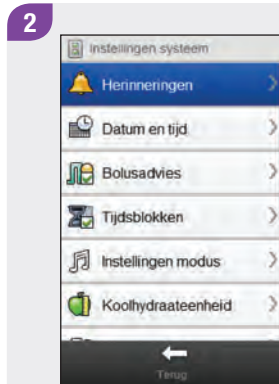 2
Instellingen systeem
Herinneringen
Datum en tijd
Bolusadvies
Tijdsblokken
Instellingen modus
Koolhydraateenheid
Terug